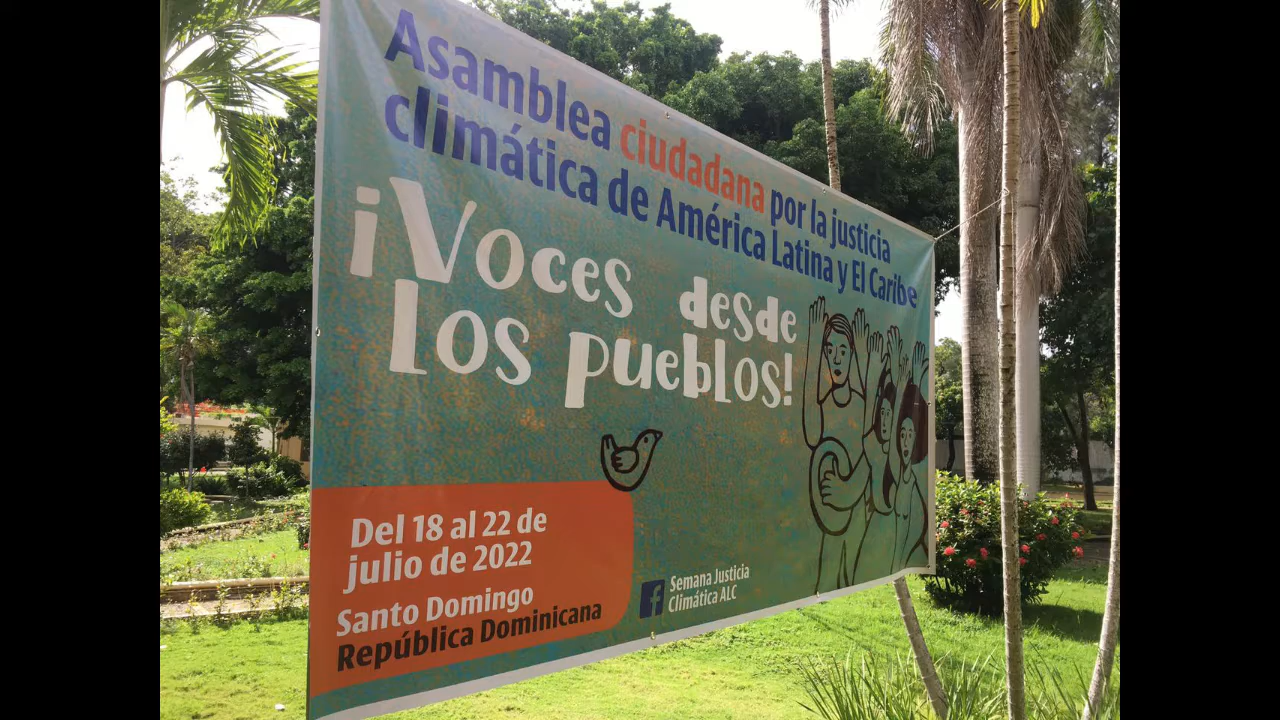 Asamblea ciudadana por la justicia
climática de América Latina y El Caribe
¡Voces desde
los pueblos!
Del 18 al 22 de
julio de 2022
Santo Domingo
República Dominicana
f
Semana Justicia
Climática ALC